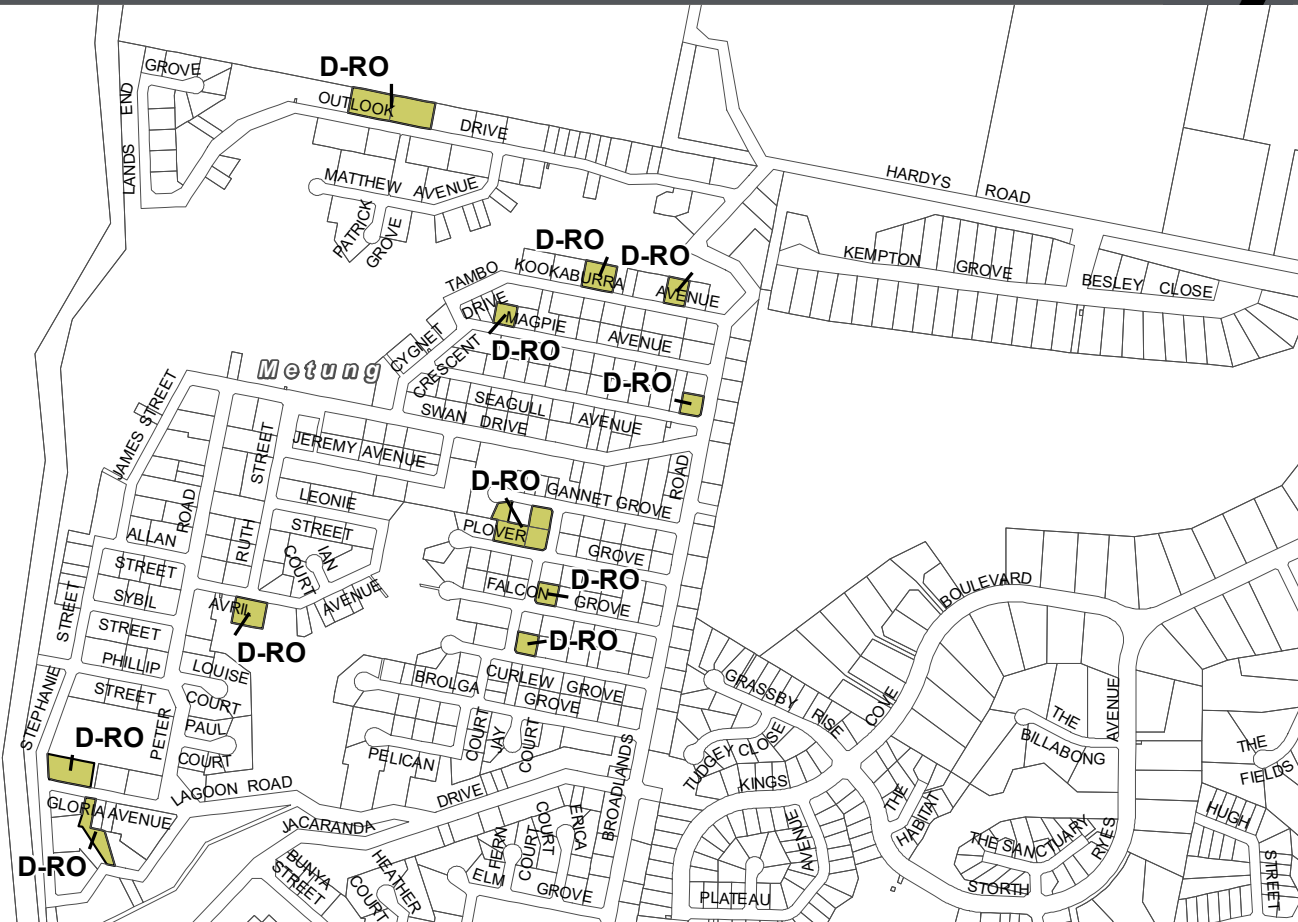 D-RO
GROVE
LANDS END
OUTLOOK
DRIVE
MATTHEW AVENUE
PATRICK
GROVE
HARDYS ROAD
KEMPTON GROVE
BESLEY CLOSE
D-RO
D-RO
TAMBO
DRIVE
KOOKABURRA
AVENUE
MAGPIE
AVENUE
CYGNET
CRESCENT
D-RO
Metung
D-RO
SEAGULL
AVENUE
SWAN DRIVE
JAMES STREET
JEREMY AVENUE
STREET
RUTH
ROAD
LEONIE
STREET
D-RO
GANNET GROVE
ROAD
PLOVER
GROVE
ALLAN
STREET
IAN
COURT
FALCON
GROVE
D-RO
SYBIL
STREET
STREET
AVRIL
AVENUE
D-RO
D-RO
BOULEVARD
PHILLIP
STREET
LOUISE
COURT
STEPHANIE
PETER
PAUL
COURT
BROLGA
GROVE
CURLEW GROVE
COURT
JAY
COURT
PELICAN
GRASSBY
RISE
COVE
THE
BILLABONG
AVENUE
D-RO
LAGOON ROAD
DRIVE
JACARANDA
BROADLANDS
TUDGEY CLOSE
KINGS
AVENUE
THE
HABITAT
THE
FIELDS
GLORIA AVENUE
D-RO
BUNYA
STREET
HEATHER
COURT
FERN
COURT
COURT
ERICA
ELM
GROVE
PLATEAU
THE SANCTUARY
RYES
STORTH
HUGH
STREET